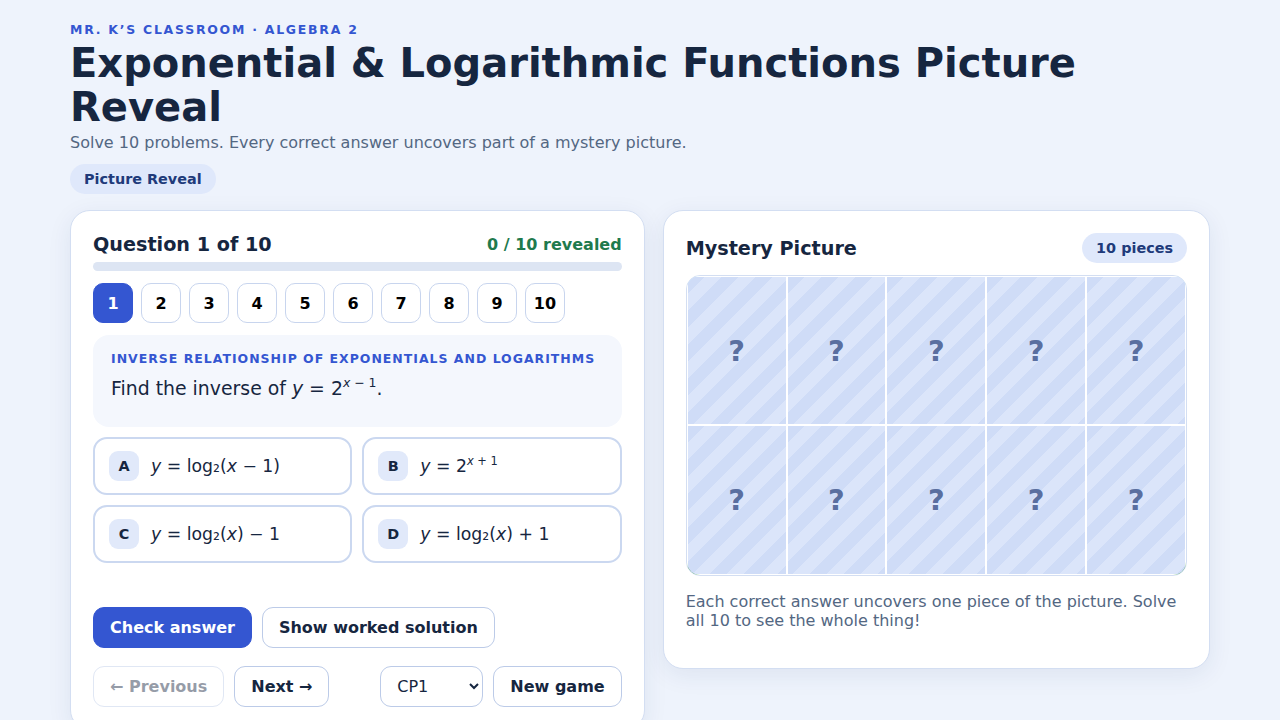 MR. K’S CLASSROOM · ALGEBRA 2
Exponential & Logarithmic Functions Picture
Reveal
Solve 10 problems. Every correct answer uncovers part of a mystery picture.
Picture Reveal
Question 1 of 10
0 / 10 revealed
1 2 3 4 5 6 7 8 9 10
INVERSE RELATIONSHIP OF EXPONENTIALS AND LOGARITHMS
Find the inverse of y = 2^(x − 1).
A y = log₂(x − 1)
B y = 2^(x + 1)
C y = log₂(x) − 1
D y = log₂(x) + 1
Check answer
Show worked solution
← Previous
Next →
CP1
New game
Mystery Picture
10 pieces
? ? ? ? ?
? ? ? ? ?
Each correct answer uncovers one piece of the picture. Solve
all 10 to see the whole thing!